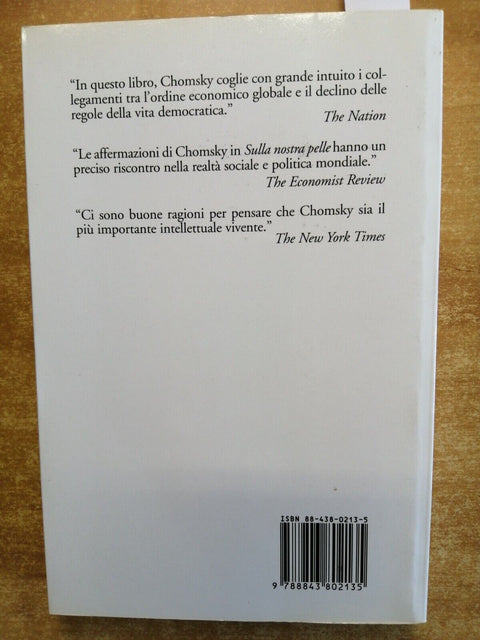 “In questo libro, Chomsky coglie con grande intuito i col-
legamenti tra l’ordine economico globale e il declino delle
regole della vita democratica.”
The Nation
“Le affermazioni di Chomsky in Sulla nostra pelle hanno un
preciso riscontro nella realtà sociale e politica mondiale.”
The Economist Review
“Ci sono buone ragioni per pensare che Chomsky sia il
più importante intellettuale vivente.”
The New York Times
ISBN 88-438-0213-5
9 788843 802135